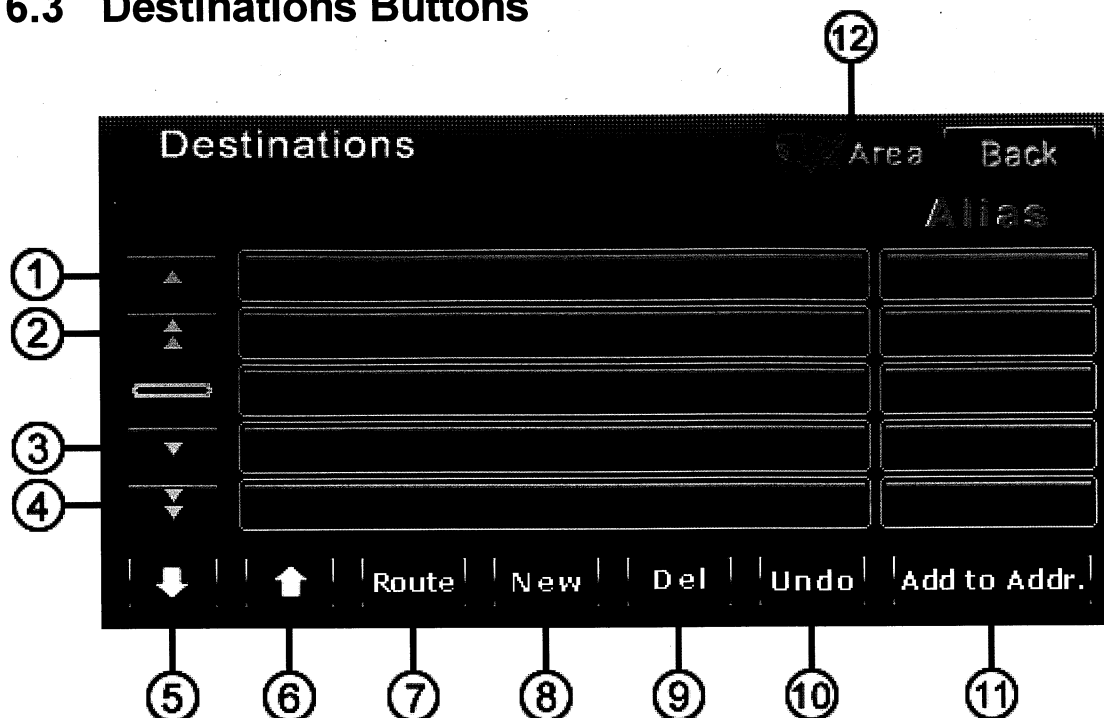 6.3 Destinations Buttons
12
Destinations
Area Back
Alias
1
2
3
4
Route New Del Undo Add to Addr.
5 6 7 8 9 10 11